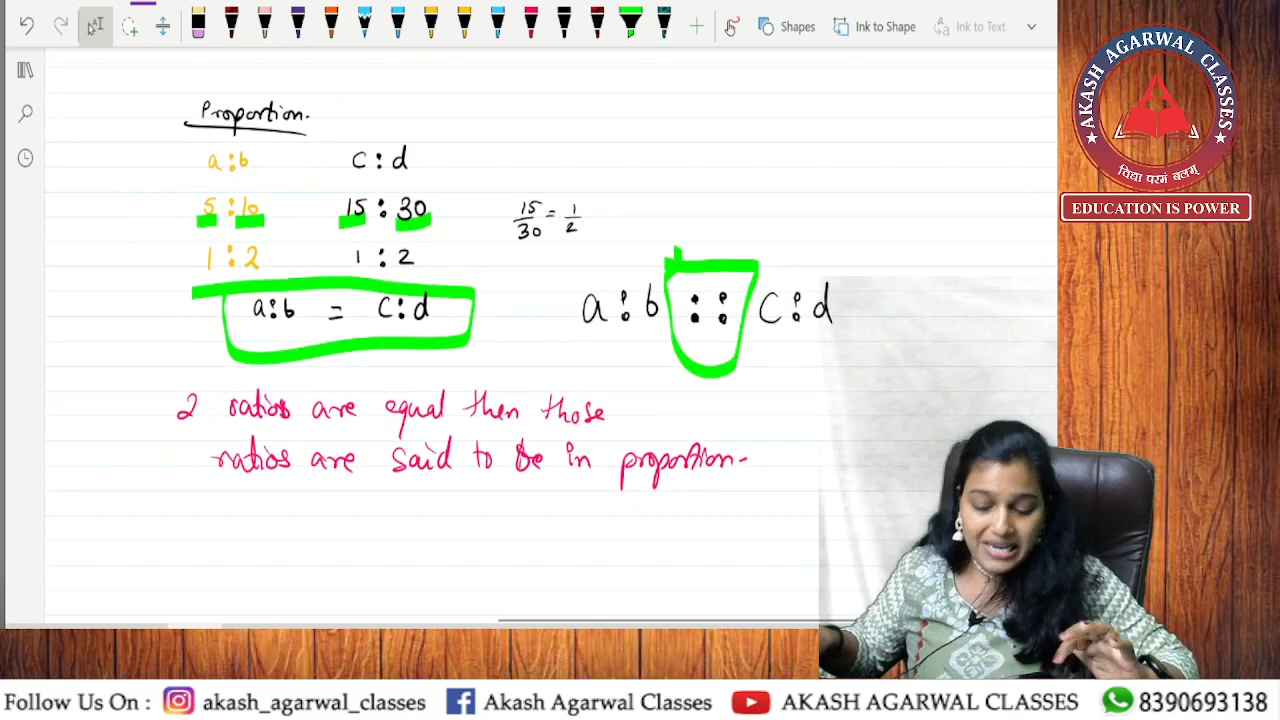 Shapes
Ink to Shape
Ink to Text
Proportion.
a:b c:d
5:10 15:30 15/30 = 1/2
1:2 1:2
a:b = c:d a:b :: c:d
2 ratios are equal then those
ratios are said to be in proportion.
AKASH AGARWAL CLASSES
विद्या परमं बलम्
EDUCATION IS POWER
Follow Us On : akash_agarwal_classes Akash Agarwal Classes AKASH AGARWAL CLASSES 8390693138